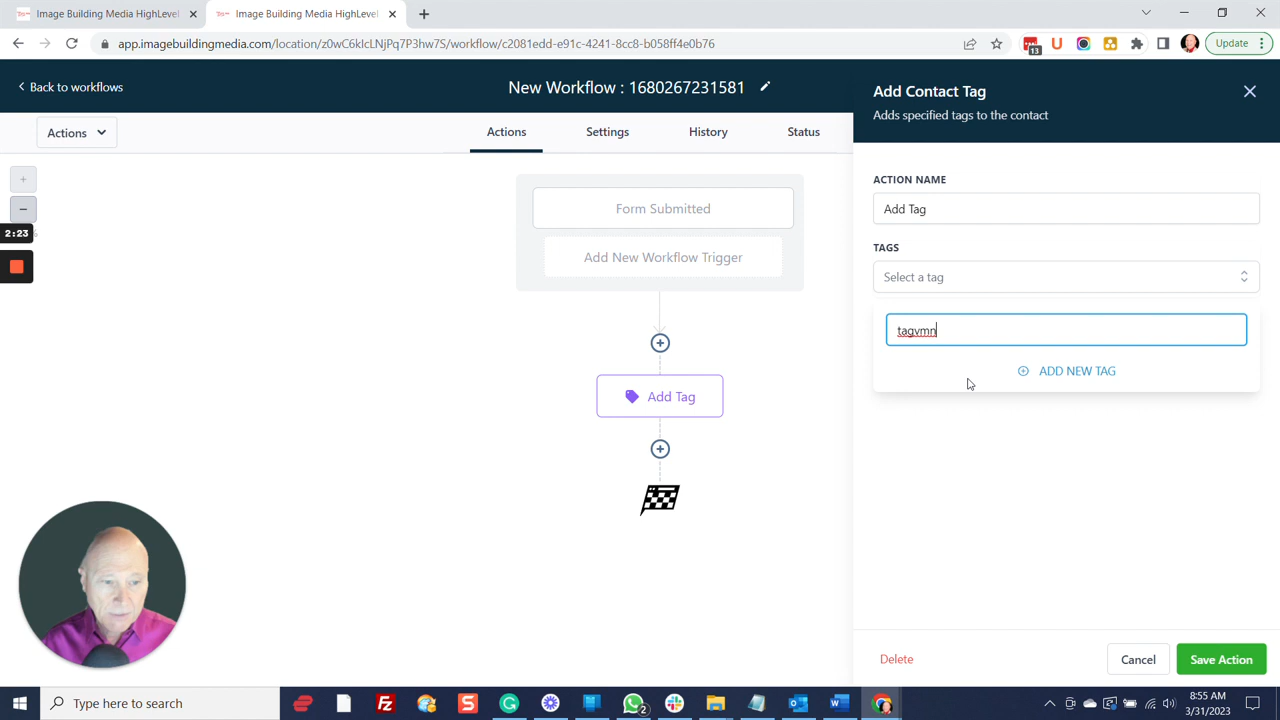 Image Building Media HighLevel
Image Building Media HighLevel
app.imagebuildingmedia.com/location/2lwC6kIcLNjPq7Rhhw7S/workflow/c2081edd-e91c-4241-8cc8-b058ff4e0b76
13
U
Update
Back to workflows
New Workflow : 1680267231581
Actions
Actions
Settings
History
Status
Add Contact Tag
Adds specified tags to the contact
ACTION NAME
Add Tag
TAGS
Select a tag
tagvmn
ADD NEW TAG
2:23
Form Submitted
Add New Workflow Trigger
Add Tag
Delete
Cancel
Save Action
Type here to search
2
8:55 AM
3/31/2023